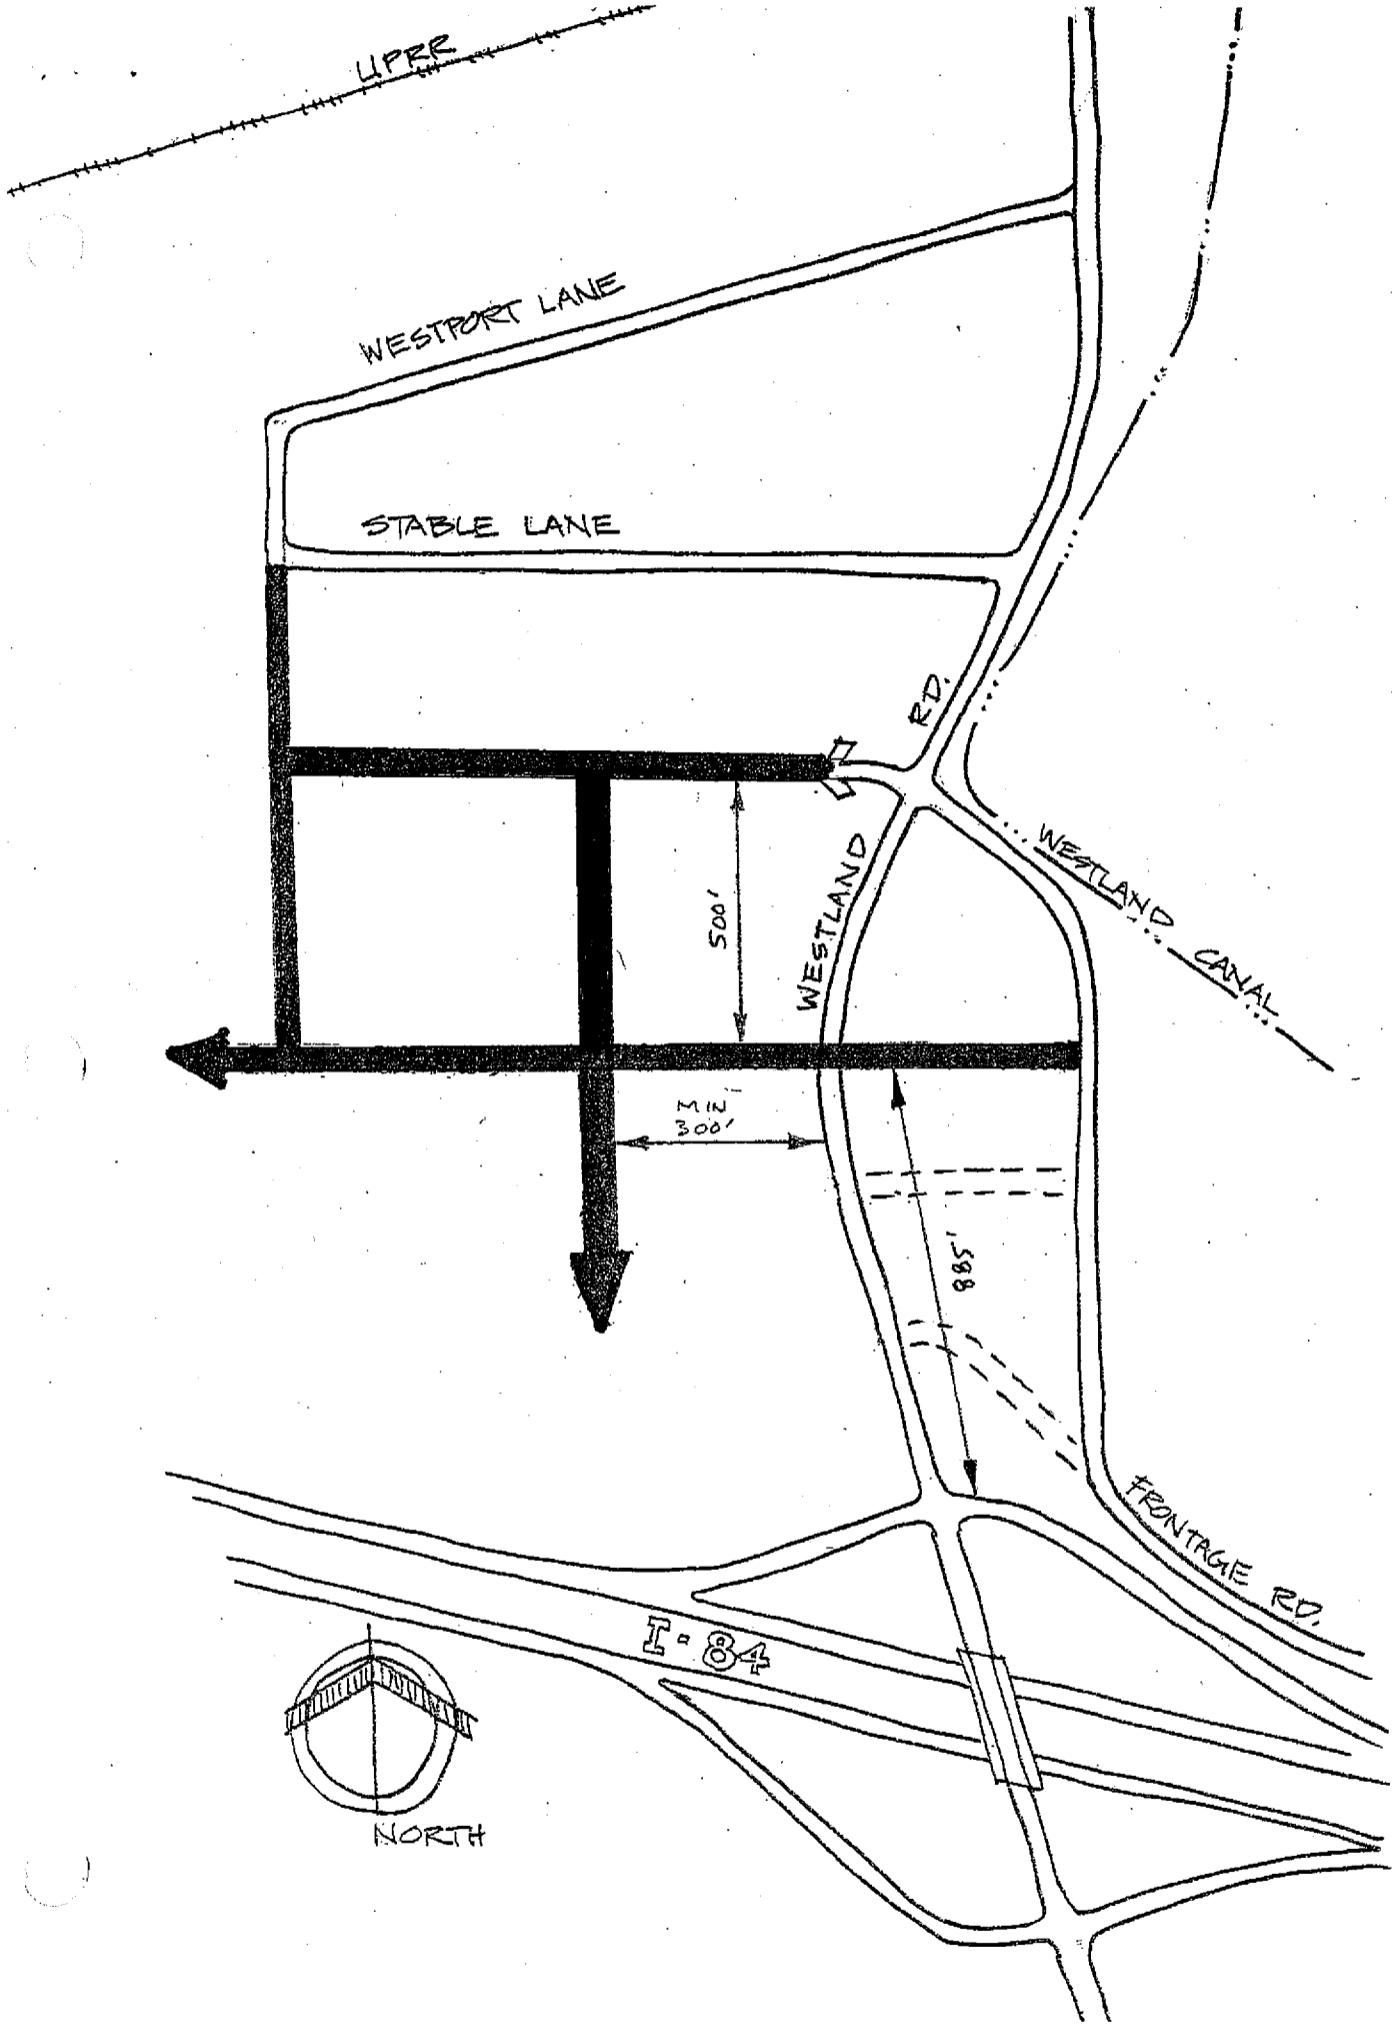 UPRR
WESTPORT LANE
STABLE LANE
RD.
WESTLAND
500'
WESTLAND CANAL
MIN
300'
885'
FRONTAGE RD.
I-84
NORTH